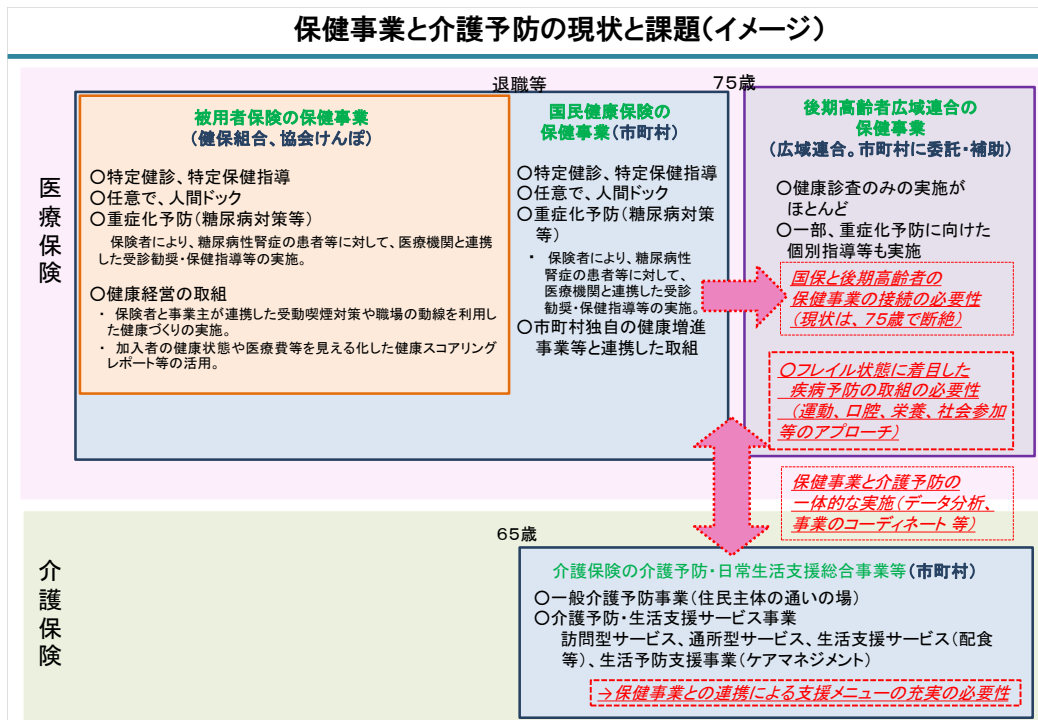 保健事業と介護予防の現状と課題(イメージ)
退職等
75歳
医療保険
被用者保険の保健事業
(健保組合、協会けんぽ)
○特定健診、特定保健指導
○任意で、人間ドック
○重症化予防(糖尿病対策等)
保険者により、糖尿病性腎症の患者等に対して、医療機関と連携
した受診勧奨・保健指導等の実施。
○健康経営の取組
・ 保険者と事業主が連携した受動喫煙対策や職場の動線を利用し
た健康づくりの実施。
・ 加入者の健康状態や医療費等を見える化した健康スコアリング
レポート等の活用。
国民健康保険の
保健事業(市町村)
○特定健診、特定保健指導
○任意で、人間ドック
○重症化予防(糖尿病対策
等)
・ 保険者により、糖尿病性
腎症の患者等に対して、
医療機関と連携した受診
勧奨・保健指導等の実施。
○市町村独自の健康増進
事業等と連携した取組
後期高齢者広域連合の
保健事業
(広域連合。市町村に委託・補助)
○健康診査のみの実施が
ほとんど
○一部、重症化予防に向けた
個別指導等も実施
国保と後期高齢者の
保健事業の接続の必要性
(現状は、75歳で断絶)
○フレイル状態に着目した
疾病予防の取組の必要性
(運動、口腔、栄養、社会参加
等のアプローチ)
保健事業と介護予防の
一体的な実施(データ分析、
事業のコーディネート 等)
介護保険
65歳
介護保険の介護予防・日常生活支援総合事業等(市町村)
○一般介護予防事業(住民主体の通いの場)
○介護予防・生活支援サービス事業
訪問型サービス、通所型サービス、生活支援サービス(配食
等)、生活予防支援事業(ケアマネジメント)
→保健事業との連携による支援メニューの充実の必要性